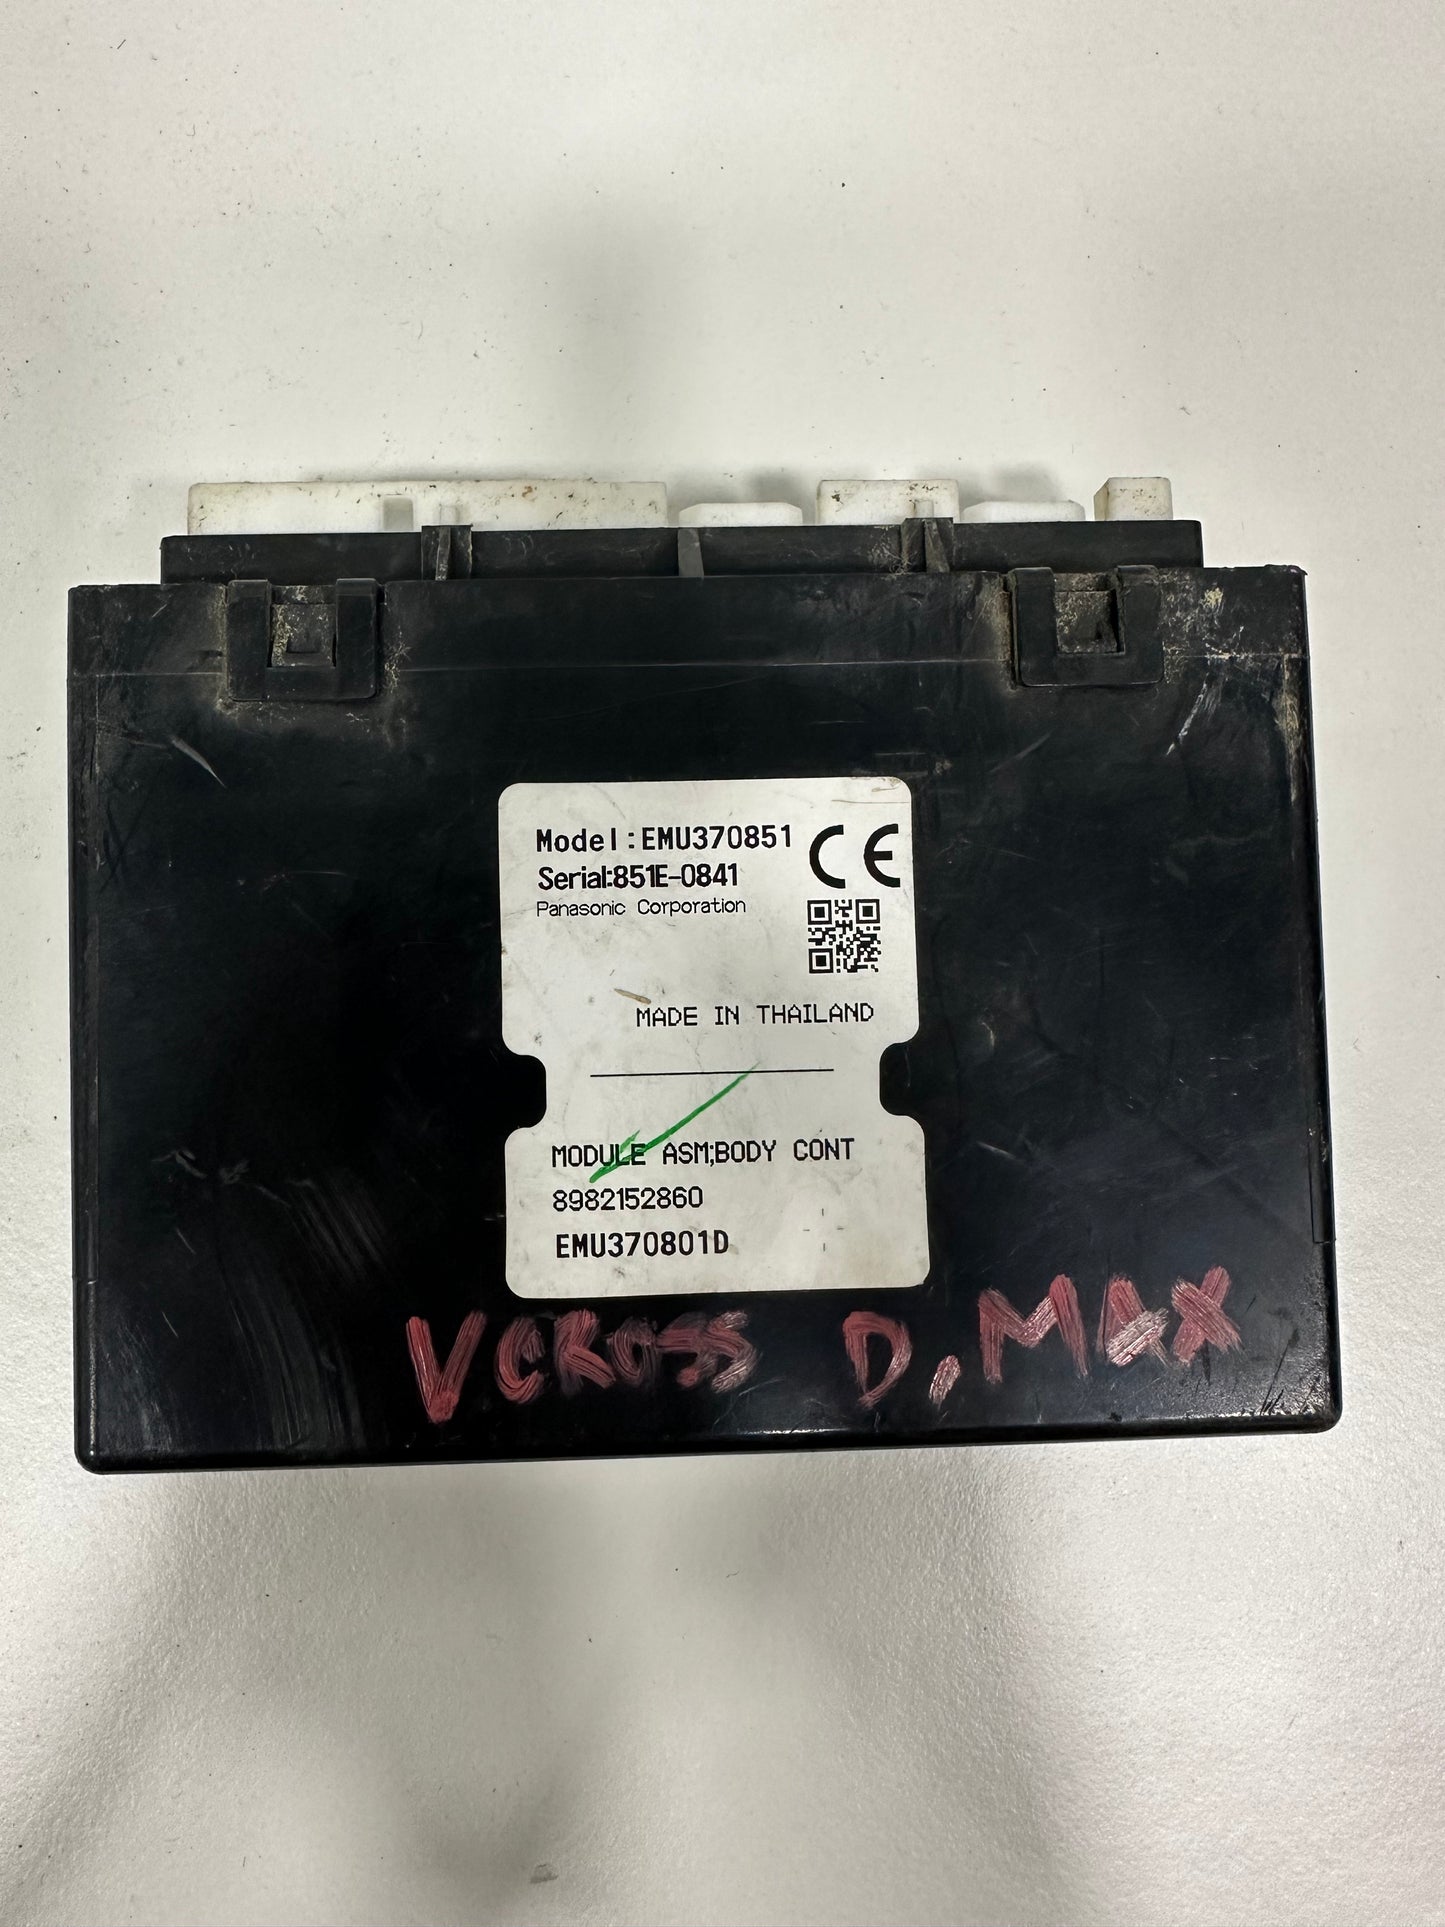 Model:EMU370851 CE
Serial:851E-0841
Panasonic Corporation
MADE IN THAILAND
MODULE ASM;BODY CONT
8982152860
EMU370801D
VCROSS D,MAX